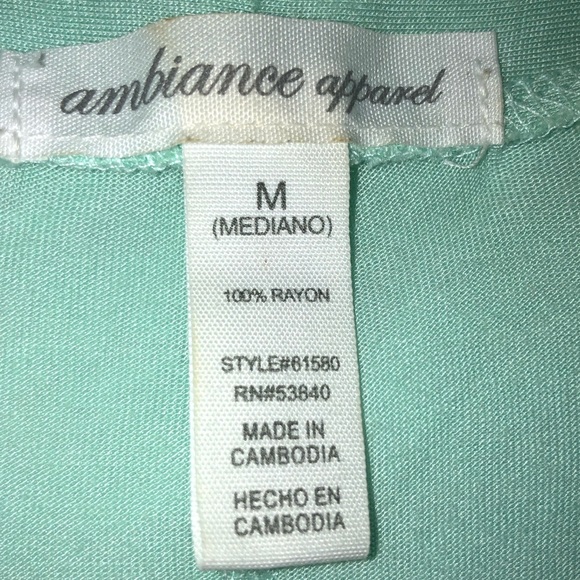 ambiance apparel
M
(MEDIANO)
100% RAYON
STYLE#61580
RN#53840
MADE IN
CAMBODIA
HECHO EN
CAMBODIA